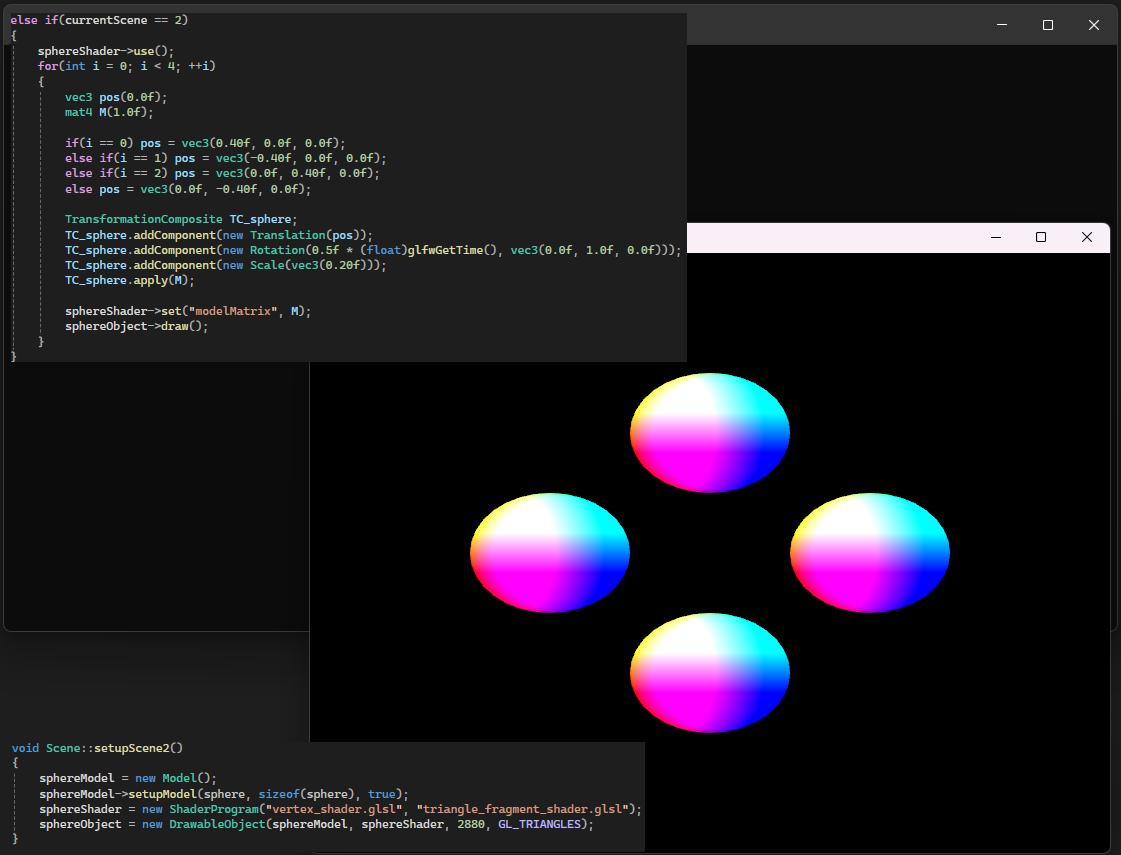 else if(currentScene == 2)
{
    sphereShader->use();
    for(int i = 0; i < 4; ++i)
    {
        vec3 pos(0.0f);
        mat4 M(1.0f);

        if(i == 0) pos = vec3(0.40f, 0.0f, 0.0f);
        else if(i == 1) pos = vec3(-0.40f, 0.0f, 0.0f);
        else if(i == 2) pos = vec3(0.0f, 0.40f, 0.0f);
        else pos = vec3(0.0f, -0.40f, 0.0f);

        TransformationComposite TC_sphere;
        TC_sphere.addComponent(new Translation(pos));
        TC_sphere.addComponent(new Rotation(0.5f * (float)glfwGetTime(), vec3(0.0f, 1.0f, 0.0f)));
        TC_sphere.addComponent(new Scale(vec3(0.20f)));
        TC_sphere.apply(M);

        sphereShader->set("modelMatrix", M);
        sphereObject->draw();
    }
}
void Scene::setupScene2()
{
    sphereModel = new Model();
    sphereModel->setupModel(sphere, sizeof(sphere), true);
    sphereShader = new ShaderProgram("vertex_shader.glsl", "triangle_fragment_shader.glsl");
    sphereObject = new DrawableObject(sphereModel, sphereShader, 2880, GL_TRIANGLES);
}